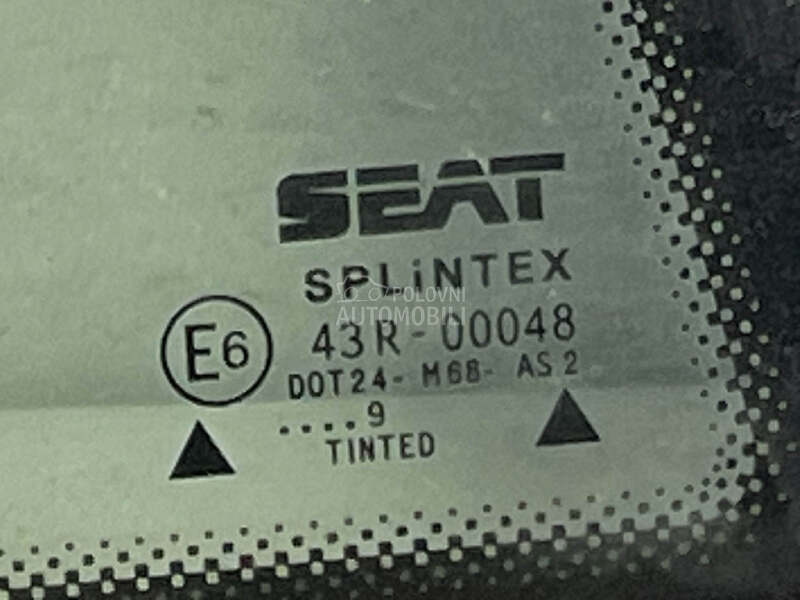 SEAT
SPLiNTEX
POLOVNI
AUTOMOBILI
E6
43R-00048
DOT24-M68-AS2
....9
TINTED